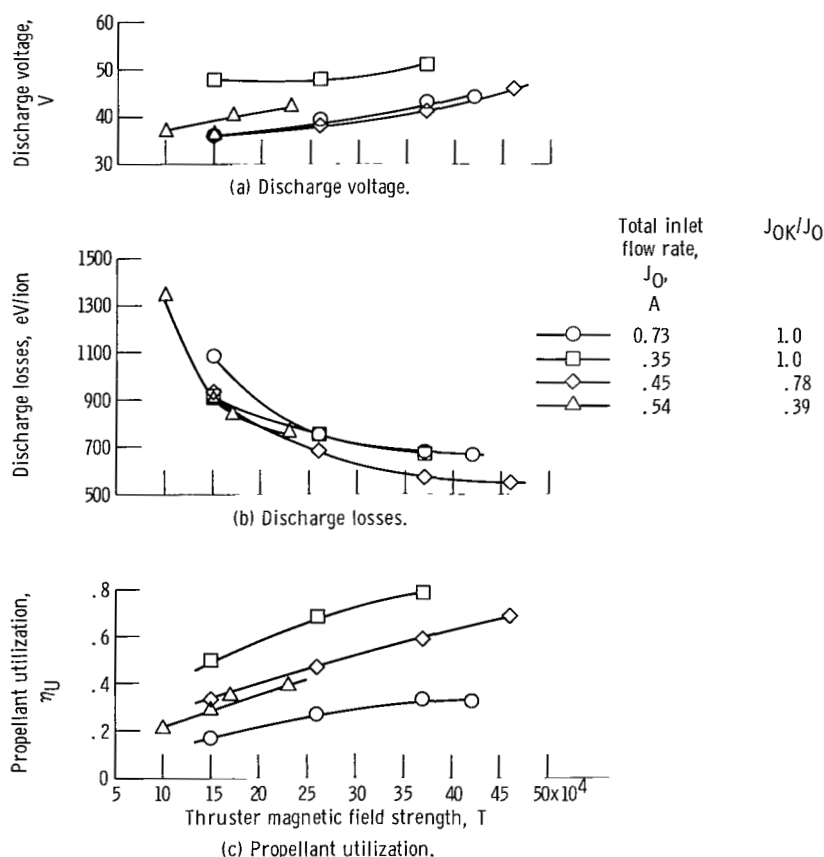 60
50
40
30
Discharge voltage,
V
(a) Discharge voltage.
1500
1300
1100
900
700
500
Discharge losses, eV/ion
(b) Discharge losses.
Total inlet
flow rate,
JO,
A
JOK/JO
0.73 1.0
.35 1.0
.45 .78
.54 .39
.8
.6
.4
.2
0
Propellant utilization,
ηU
5 10 15 20 25 30 35 40 45 50x10⁴
Thruster magnetic field strength, T
(c) Propellant utilization.